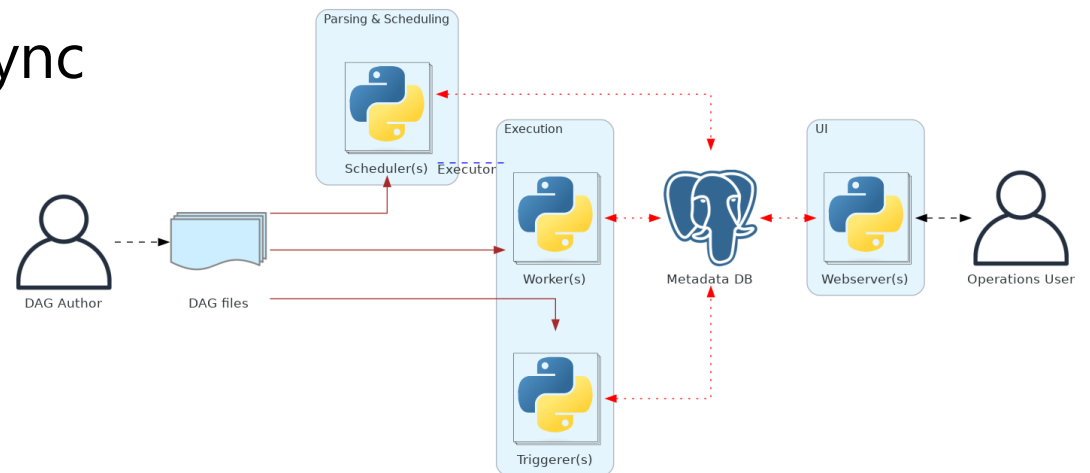 ync
Parsing & Scheduling
Scheduler(s)
Executor
Execution
Worker(s)
Triggerer(s)
Metadata DB
UI
Webserver(s)
Operations User
DAG Author
DAG files